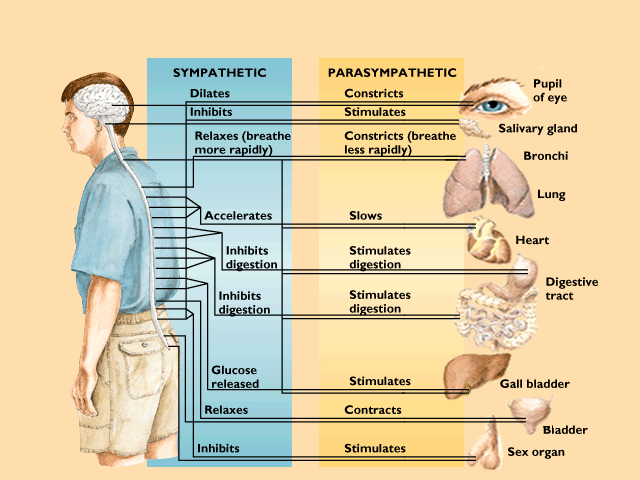 SYMPATHETIC
PARASYMPATHETIC
Dilates
Constricts
Pupil
of eye
Inhibits
Stimulates
Salivary gland
Relaxes (breathe
more rapidly)
Constricts (breathe
less rapidly)
Bronchi
Lung
Accelerates
Slows
Heart
Inhibits
digestion
Stimulates
digestion
Digestive
tract
Inhibits
digestion
Stimulates
digestion
Glucose
released
Stimulates
Gall bladder
Relaxes
Contracts
Bladder
Inhibits
Stimulates
Sex organ